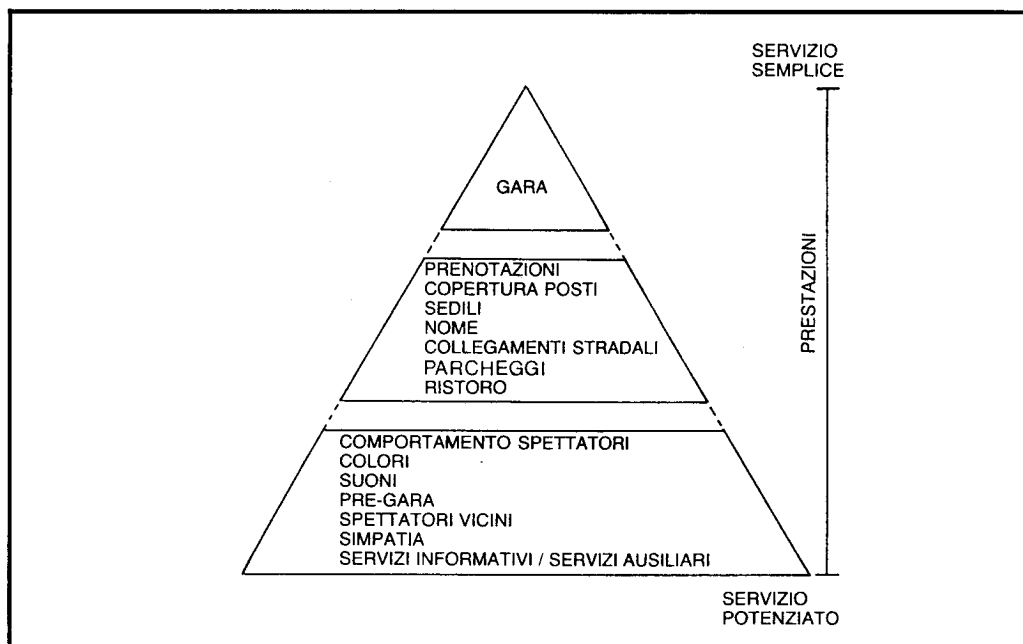 SERVIZIO
SEMPLICE
GARA
PRENOTAZIONI
COPERTURA POSTI
SEDILI
NOME
COLLEGAMENTI STRADALI
PARCHEGGI
RISTORO
PRESTAZIONI
COMPORTAMENTO SPETTATORI
COLORI
SUONI
PRE-GARA
SPETTATORI VICINI
SIMPATIA
SERVIZI INFORMATIVI / SERVIZI AUSILIARI
SERVIZIO
POTENZIATO